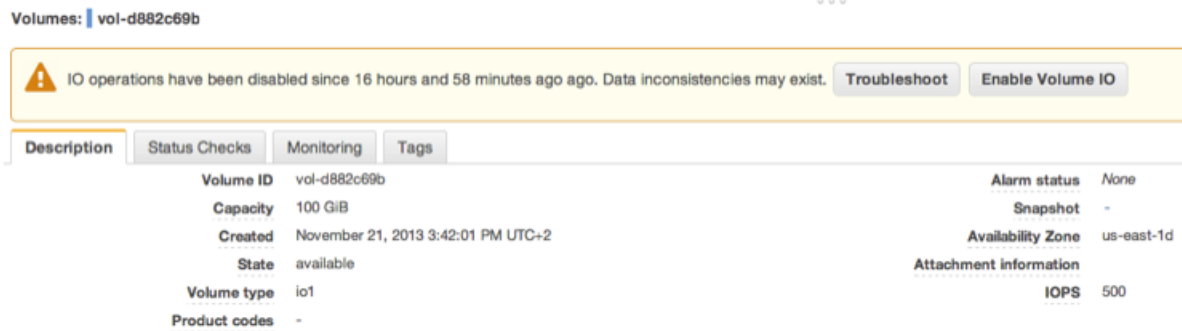 Volumes: vol-d882c69b
IO operations have been disabled since 16 hours and 58 minutes ago ago. Data inconsistencies may exist. Troubleshoot Enable Volume IO
Description Status Checks Monitoring Tags
Volume ID vol-d882c69b Alarm status None
Capacity 100 GiB Snapshot -
Created November 21, 2013 3:42:01 PM UTC+2 Availability Zone us-east-1d
State available Attachment information
Volume type io1 IOPS 500
Product codes -